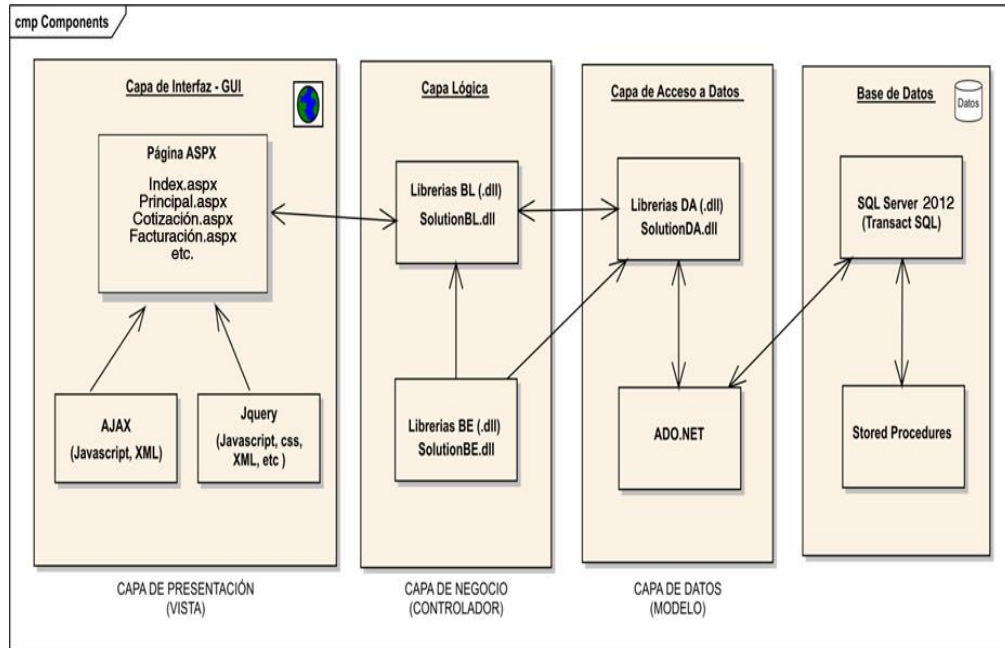 cmp Components
Capa de Interfaz - GUI
Página ASPX
Index.aspx
Principal.aspx
Cotización.aspx
Facturación.aspx
etc.
AJAX
(Javascript, XML)
Jquery
(Javascript, css,
XML, etc )
CAPA DE PRESENTACIÓN
(VISTA)
Capa Lógica
Librerias BL (.dll)
SolutionBL.dll
Librerias BE (.dll)
SolutionBE.dll
CAPA DE NEGOCIO
(CONTROLADOR)
Capa de Acceso a Datos
Librerias DA (.dll)
SolutionDA.dll
ADO.NET
CAPA DE DATOS
(MODELO)
Base de Datos
Datos
SQL Server 2012
(Transact SQL)
Stored Procedures